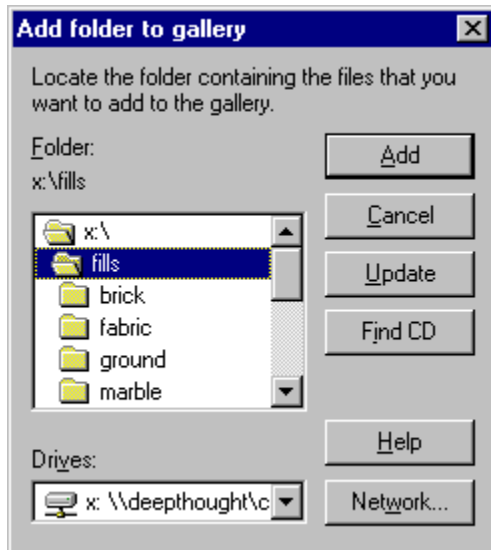 Add folder to gallery
Locate the folder containing the files that you
want to add to the gallery.
Folder:
x:\fills
x:\
fills
brick
fabric
ground
marble
Drives:
x: \\deepthought\c
Add
Cancel
Update
Find CD
Help
Network...